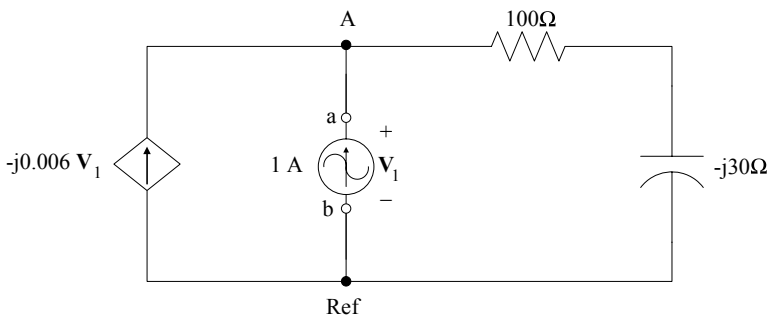 A
100Ω
a
+
-j0.006 V₁
1 A
V₁
-j30Ω
b
−
Ref